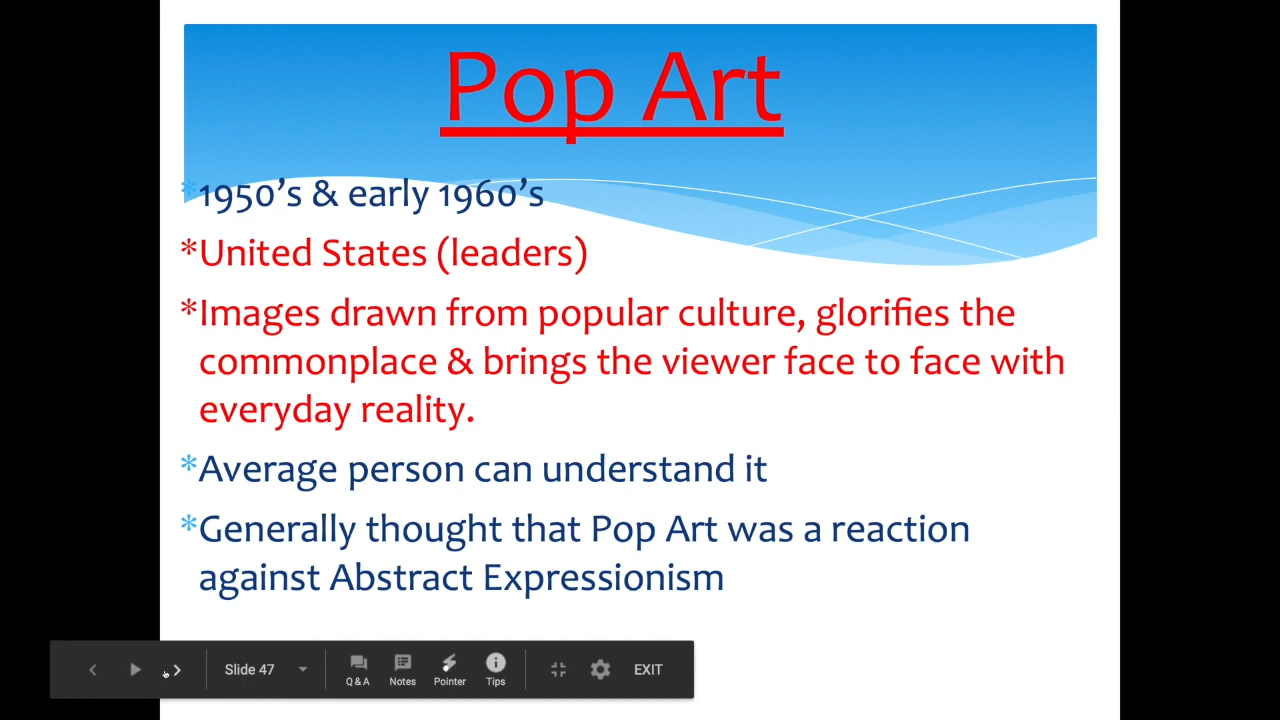 Pop Art
*1950's & early 1960's
*United States (leaders)
*Images drawn from popular culture, glorifies the
commonplace & brings the viewer face to face with
everyday reality.
*Average person can understand it
*Generally thought that Pop Art was a reaction
against Abstract Expressionism
Slide 47 Q & A Notes Pointer Tips EXIT